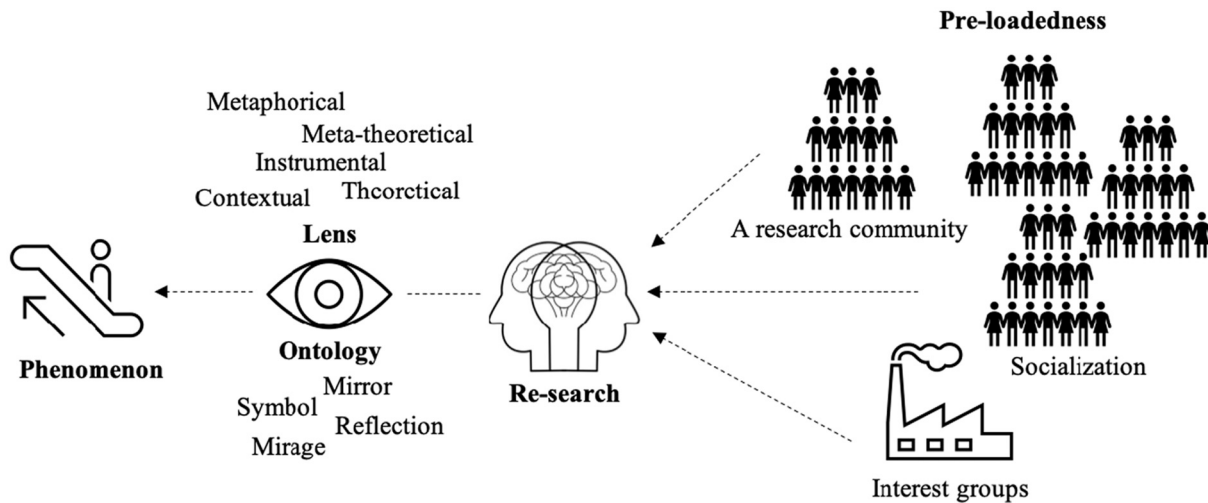 Pre-loadedness
Metaphorical
Meta-theoretical
Instrumental
Contextual
Thcorctical
Lens
A research community
Phenomenon
Ontology
Re-search
Socialization
Mirror
Symbol
Reflection
Mirage
Interest groups